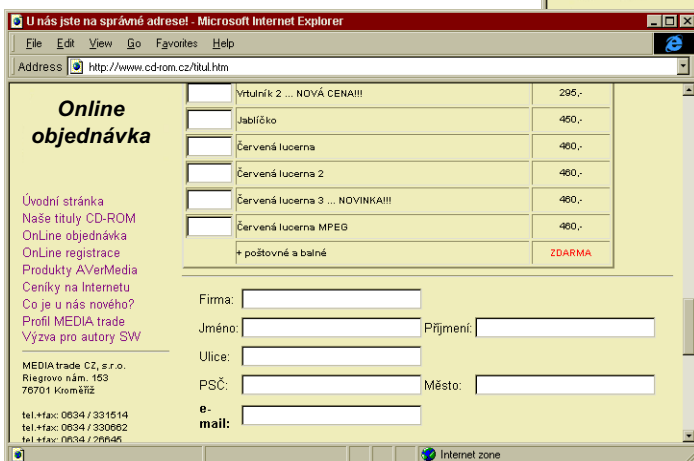 U nás jste na správné adrese! - Microsoft Internet Explorer
File Edit View Go Favorites Help
Address http://www.cd-rom.cz/titul.htm
Online
objednávka
Úvodní stránka
Naše tituly CD-ROM
OnLine objednávka
OnLine registrace
Produkty AVerMedia
Ceníky na Internetu
Co je u nás nového?
Profil MEDIA trade
Výzva pro autory SW
MEDIA trade CZ, s.r.o.
Riegrovo nám. 153
76701 Kroměříž
tel.+fax: 0634 / 331514
tel.+fax: 0634 / 330662
tel.+fax: 0634 / 26645
Vrtulník 2 ... NOVÁ CENA!!! 295,-
Jablíčko 450,-
Červená lucerna 460,-
Červená lucerna 2 460,-
Červená lucerna 3 ... NOVINKA!!! 460,-
Červená lucerna MPEG 460,-
+ poštovné a balné ZDARMA
Firma:
Jméno: Příjmení:
Ulice:
PSČ: Město:
e-
mail:
Internet zone